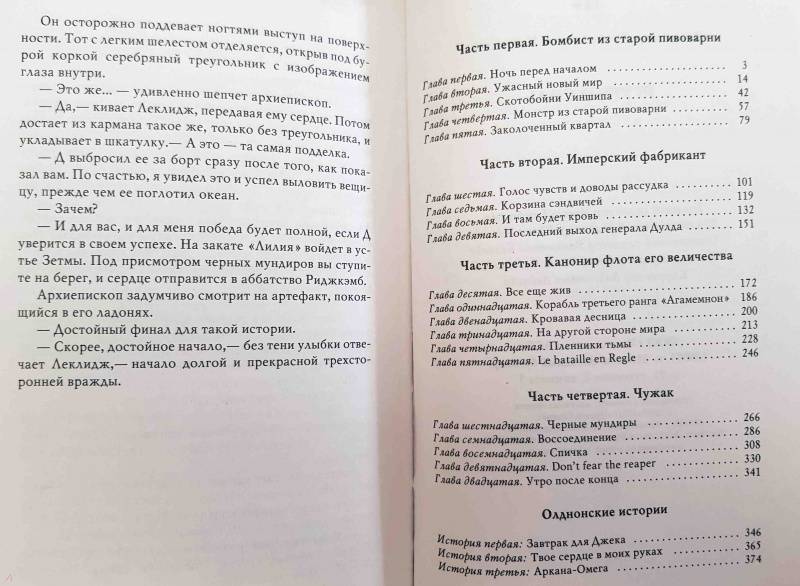 Он осторожно поддевает ногтями выступ на поверх-
ности. Тот с легким шелестом отделяется, открыв под бу-
рой коркой серебряный треугольник с изображением
глаза внутри.
— Это же... — удивленно шепчет архиепископ.
— Да,— кивает Леклидж, передавая ему сердце. Потом
достает из кармана такое же, только без треугольника, и
укладывает в шкатулку.— А это — та самая подделка.
— Д выбросил ее за борт сразу после того, как пока-
зал вам. По счастью, я увидел это и успел выловить вещи-
цу, прежде чем ее поглотил океан.
— Зачем?
— И для вас, и для меня победа будет полной, если Д
уверится в своем успехе. На закате «Лилия» войдет в ус-
тье Зетмы. Под присмотром черных мундиров вы ступи-
те на берег, и сердце отправится в аббатство Риджкэмб.
Архиепископ задумчиво смотрит на артефакт, покоя-
щийся в его ладонях.
— Достойный финал для такой истории.
— Скорее, достойное начало,— без тени улыбки отве-
чает Леклидж,— начало долгой и прекрасной трехсто-
ронней вражды.
Часть первая. Бомбист из старой пивоварни
Глава первая. Ночь перед началом 3
Глава вторая. Ужасный новый мир 14
Глава третья. Скотобойни Уиншипа 42
Глава четвертая. Монстр из старой пивоварни 57
Глава пятая. Заколоченный квартал 79
Часть вторая. Имперский фабрикант
Глава шестая. Голос чувств и доводы рассудка 101
Глава седьмая. Корзина сэндвичей 119
Глава восьмая. И там будет кровь 132
Глава девятая. Последний выход генерала Дулда 151
Часть третья. Канонир флота его величества
Глава десятая. Все еще жив 172
Глава одиннадцатая. Корабль третьего ранга «Агамемнон» 186
Глава двенадцатая. Кровавая десница 200
Глава тринадцатая. На другой стороне мира 213
Глава четырнадцатая. Пленники тьмы 228
Глава пятнадцатая. Le bataille en Regle 246
Часть четвертая. Чужак
Глава шестнадцатая. Черные мундиры 266
Глава семнадцатая. Воссоединение 286
Глава восемнадцатая. Спичка 308
Глава девятнадцатая. Don't fear the reaper 330
Глава двадцатая. Утро после конца 341
Олднонские истории
История первая: Завтрак для Джека 346
История вторая: Твое сердце в моих руках 365
История третья: Аркана-Омега 374